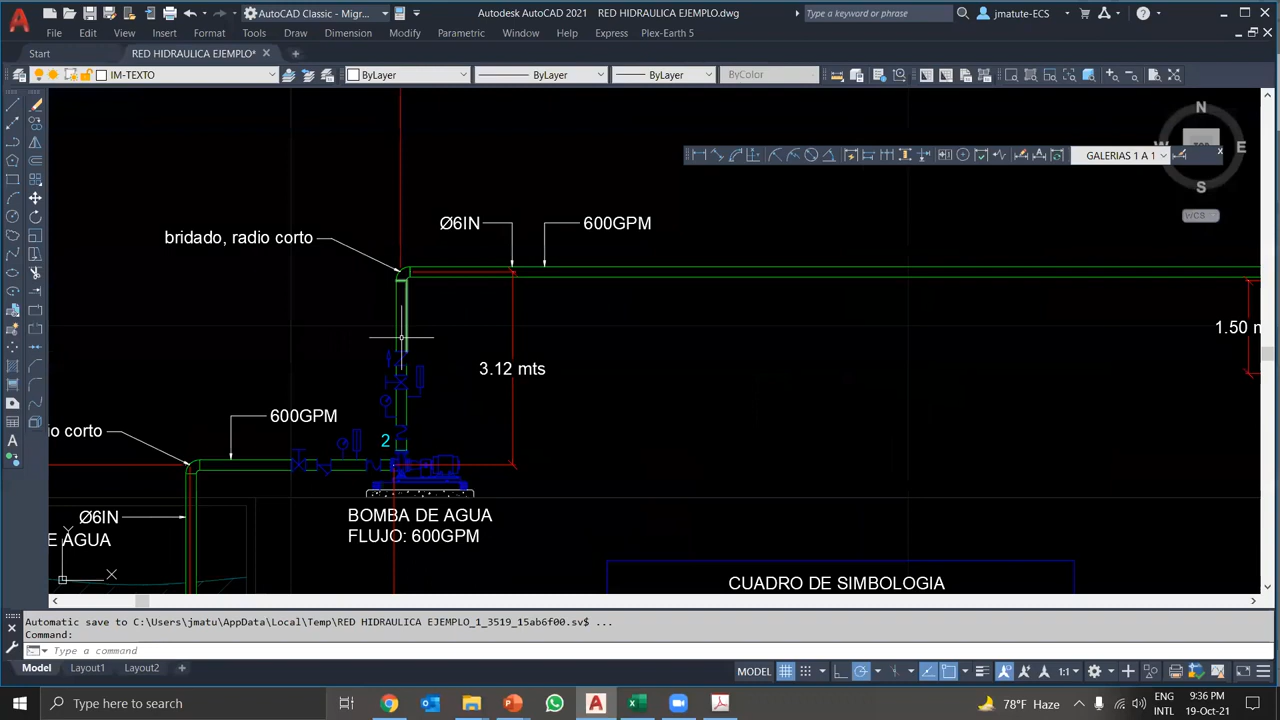 AutoCAD Classic - Migr...
Autodesk AutoCAD 2021 RED HIDRAULICA EJEMPLO.dwg
Type a keyword or phrase
jmatute-ECS
File Edit View Insert Format Tools Draw Dimension Modify Parametric Window Help Express Plex-Earth 5
Start
RED HIDRAULICA EJEMPLO*
IM-TEXTO
ByLayer
ByLayer
ByLayer
ByColor
N
W
TOP
E
S
WCS
GALERIAS 1 A 1
Ø6IN
600GPM
bridado, radio corto
1.50 m
3.12 mts
600GPM
io corto
2
Ø6IN
E AGUA
Y
X
BOMBA DE AGUA
FLUJO: 600GPM
CUADRO DE SIMBOLOGIA
Automatic save to C:\Users\jmatu\AppData\Local\Temp\RED HIDRAULICA EJEMPLO_1_3519_15ab6f00.sv$ ...
Command:
Type a command
Model Layout1 Layout2
MODEL
1:1
Type here to search
78°F Haze
ENG
INTL
9:36 PM
19-Oct-21